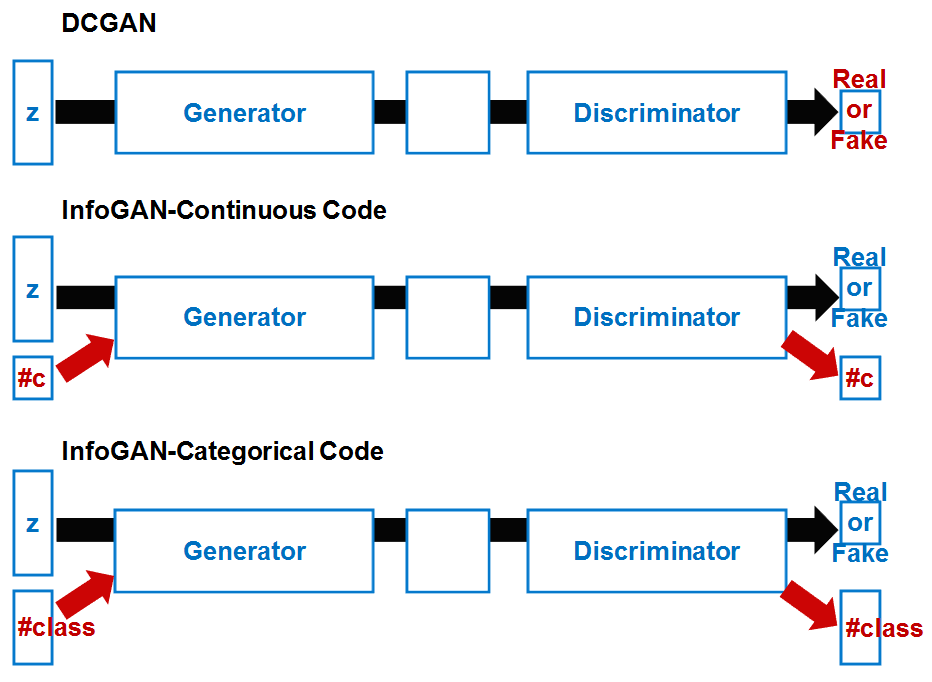 DCGAN
z
Generator
Discriminator
Real
or
Fake
InfoGAN-Continuous Code
z
#c
Generator
Discriminator
Real
or
Fake
#c
InfoGAN-Categorical Code
z
#class
Generator
Discriminator
Real
or
Fake
#class